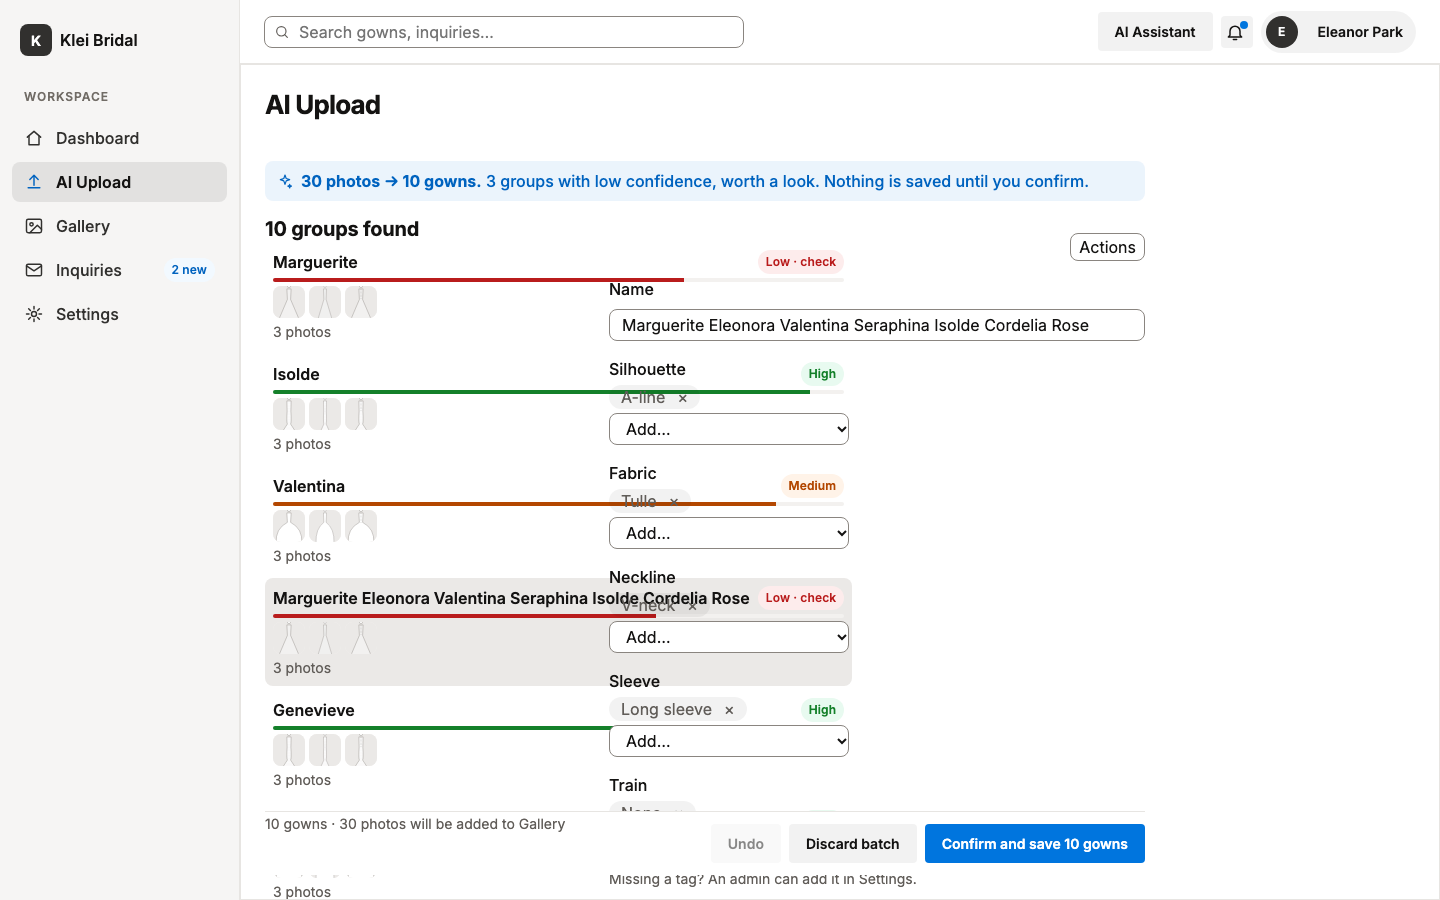 K Klei Bridal
WORKSPACE
Dashboard
AI Upload
Gallery
Inquiries 2 new
Settings
Search gowns, inquiries...
AI Assistant
E Eleanor Park
AI Upload
30 photos → 10 gowns. 3 groups with low confidence, worth a look. Nothing is saved until you confirm.
10 groups found
Marguerite Low · check
3 photos
Isolde High
3 photos
Valentina Medium
3 photos
Marguerite Eleonora Valentina Seraphina Isolde Cordelia Rose Low · check
3 photos
Genevieve High
3 photos
3 photos
Actions
Name
Marguerite Eleonora Valentina Seraphina Isolde Cordelia Rose
Silhouette
A-line ×
Add...
Fabric
Tulle ×
Add...
Neckline
V-neck ×
Add...
Sleeve
Long sleeve ×
Add...
Train
Missing a tag? An admin can add it in Settings.
10 gowns · 30 photos will be added to Gallery
Undo
Discard batch
Confirm and save 10 gowns